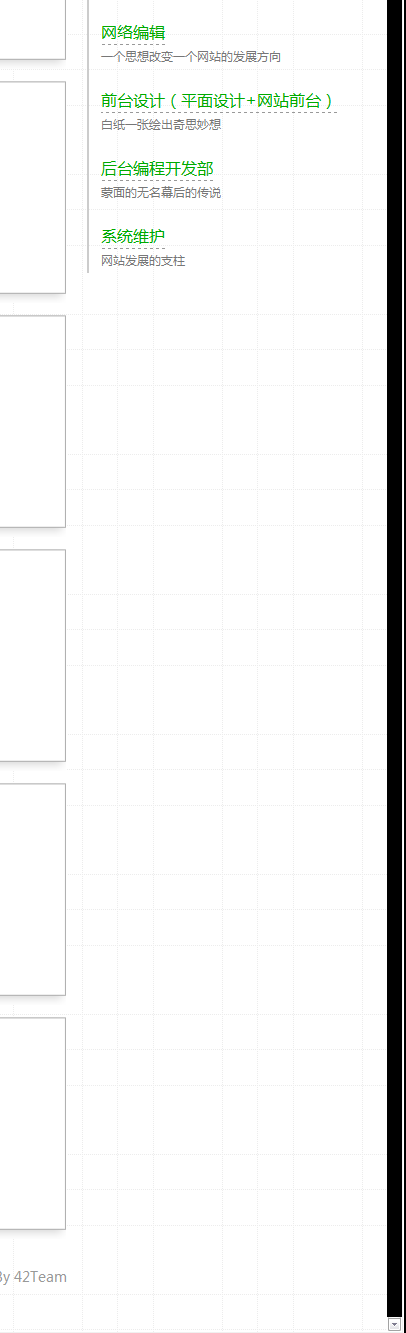 网络编辑
一个思想改变一个网站的发展方向
前台设计（平面设计+网站前台）
白纸一张绘出奇思妙想
后台编程开发部
蒙面的无名幕后的传说
系统维护
网站发展的支柱
By 42Team